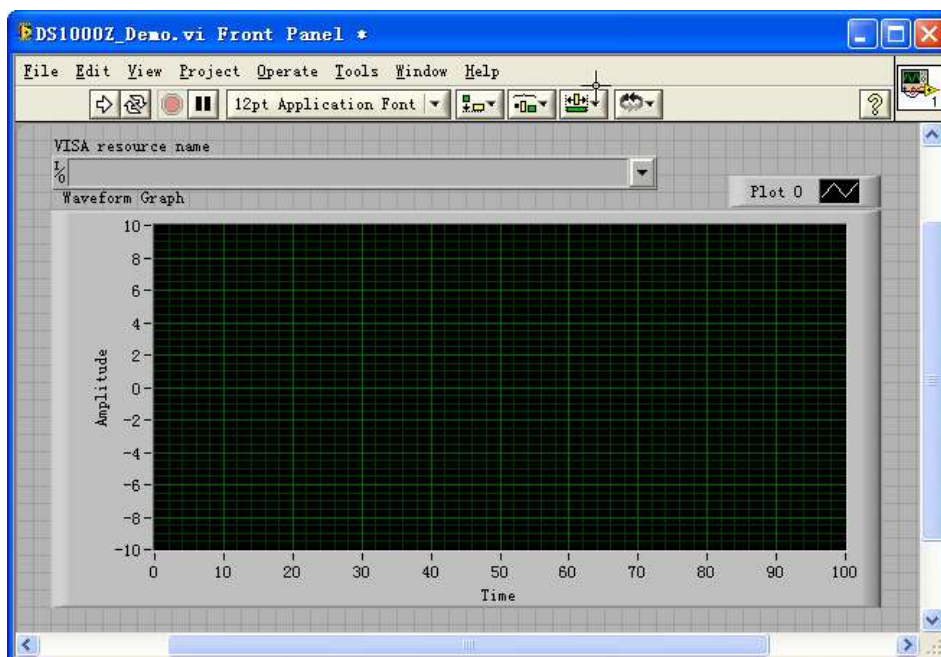 DS1000Z_Demo.vi Front Panel *
File Edit View Project Operate Tools Window Help
12pt Application Font
1
VISA resource name
I/O
Waveform Graph
Plot 0
10
8
6
4
2
0
-2
-4
-6
-8
-10
Amplitude
0 10 20 30 40 50 60 70 80 90 100
Time